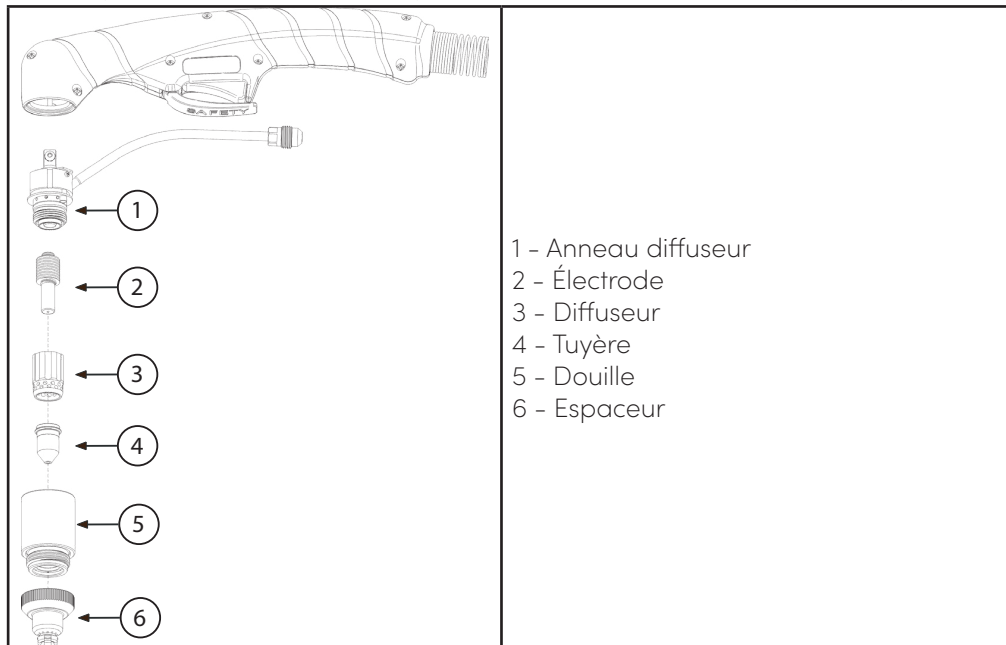 SAFETY
1
2
3
4
5
6
1 - Anneau diffuseur
2 - Électrode
3 - Diffuseur
4 - Tuyère
5 - Douille
6 - Espaceur